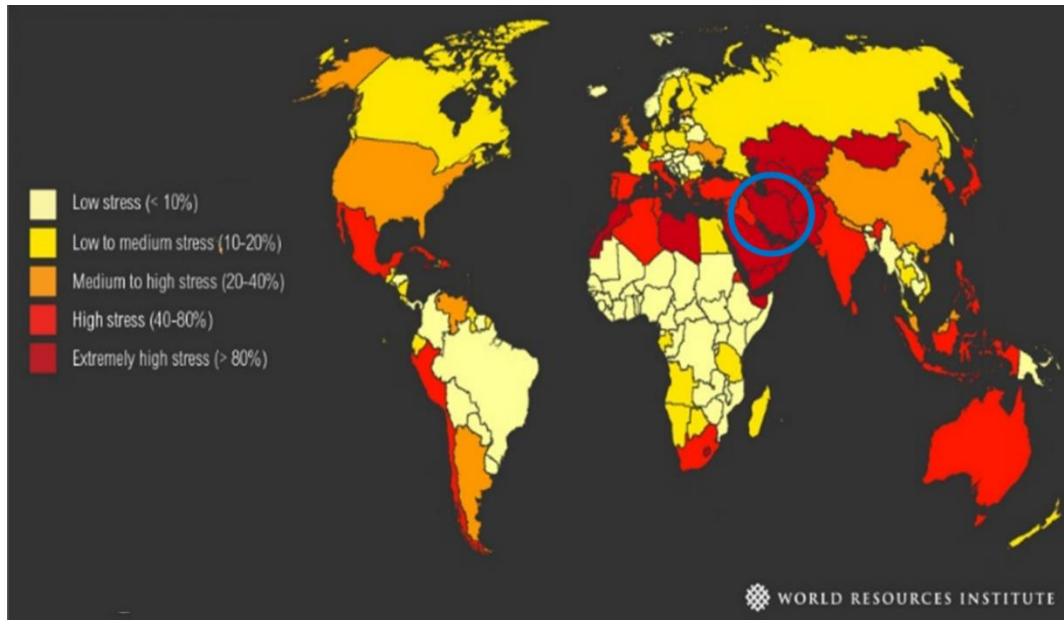 Low stress (< 10%)
Low to medium stress (10-20%)
Medium to high stress (20-40%)
High stress (40-80%)
Extremely high stress (> 80%)
WORLD RESOURCES INSTITUTE